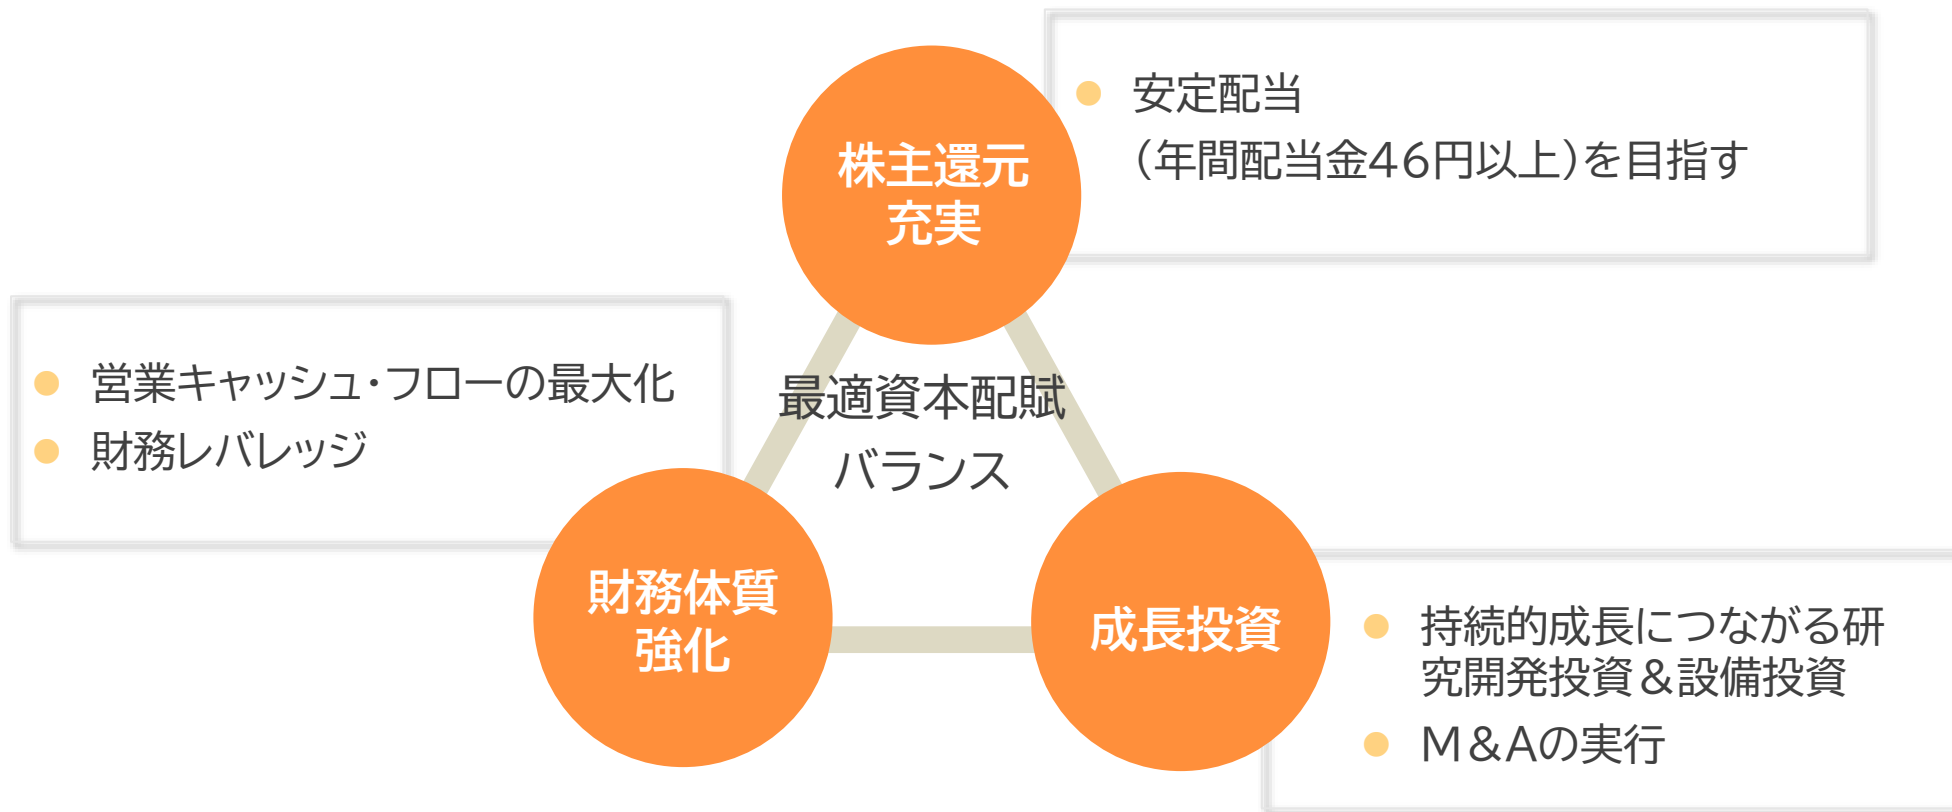 株主還元
充実
安定配当
（年間配当金46円以上）を目指す
営業キャッシュ・フローの最大化
財務レバレッジ
最適資本配賦
バランス
財務体質
強化
成長投資
持続的成長につながる研
究開発投資＆設備投資
M＆Aの実行